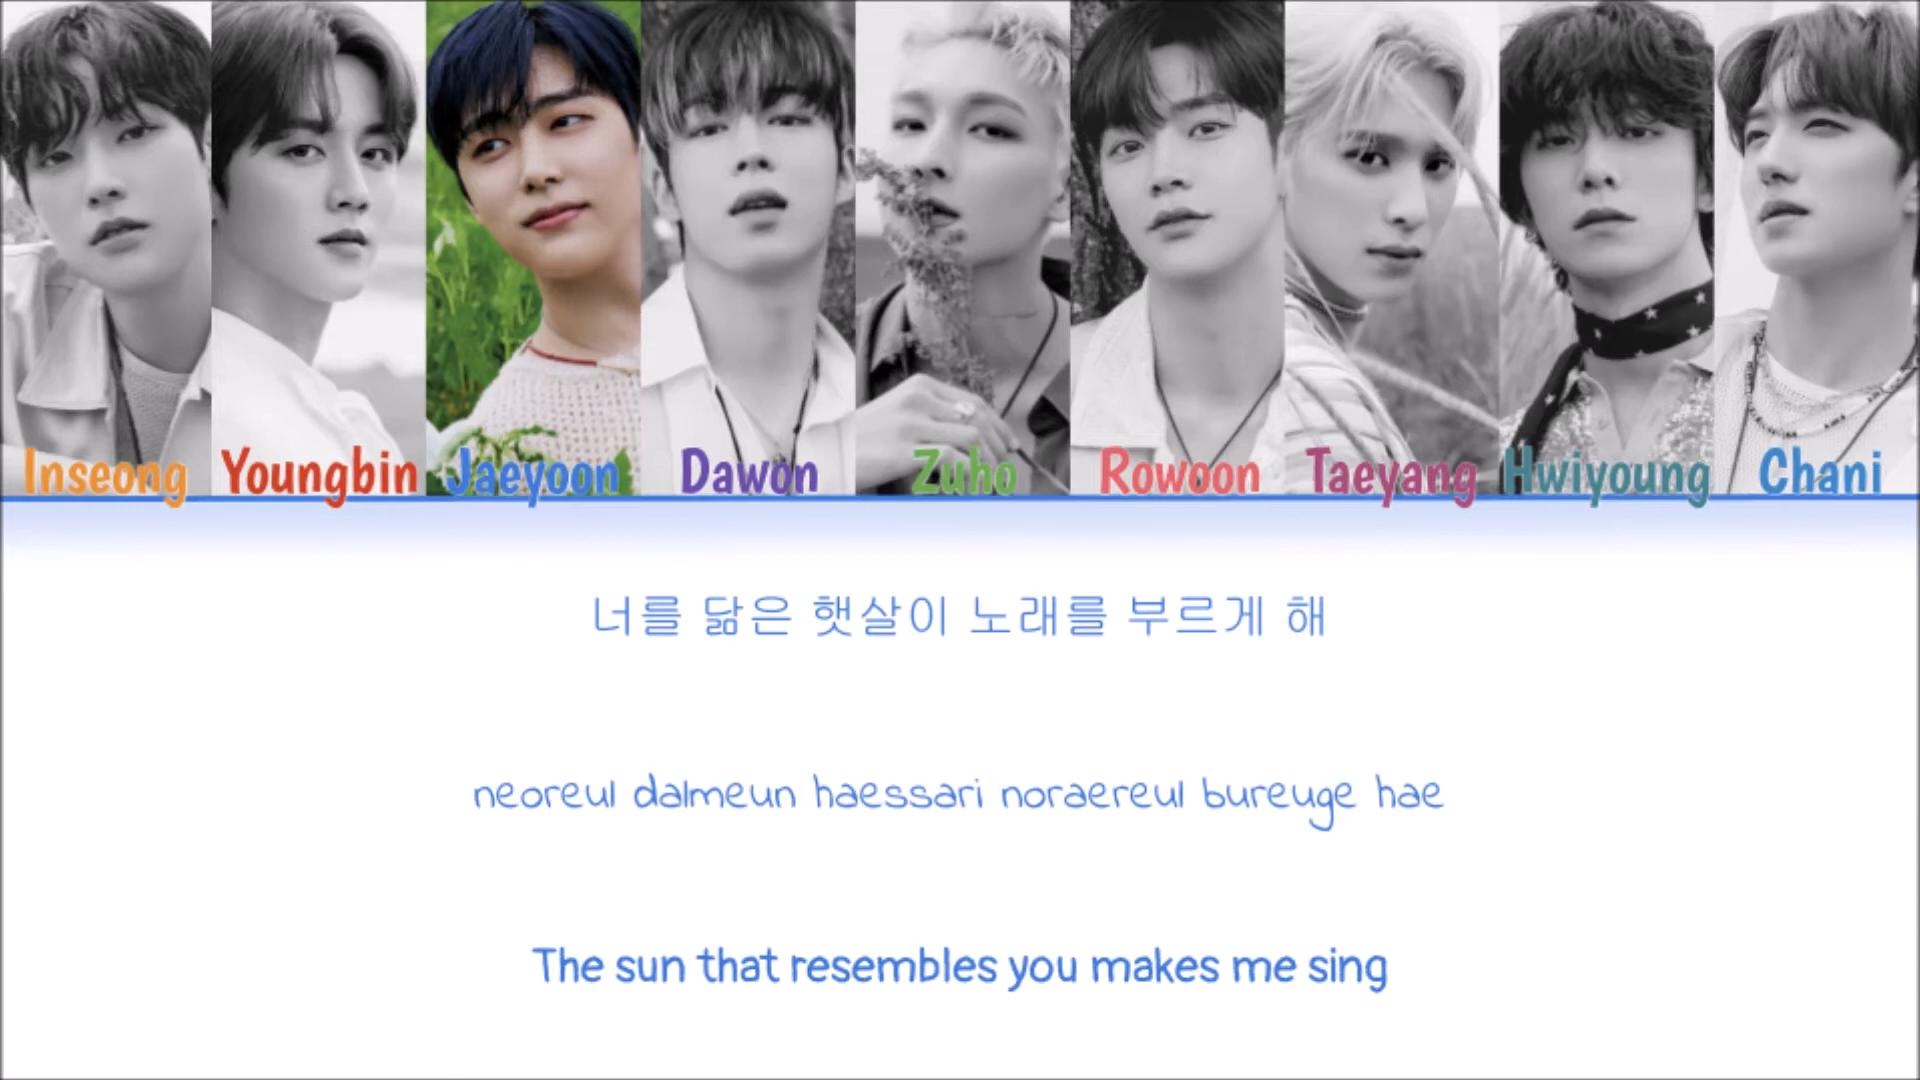 Inseong Youngbin Jaeyoon Dawon Zuho Rowoon Taeyang Hwiyoung Chani
너를 닮은 햇살이 노래를 부르게 해
neoreul dalmeun haessari noraereul bureuge hae
The sun that resembles you makes me sing